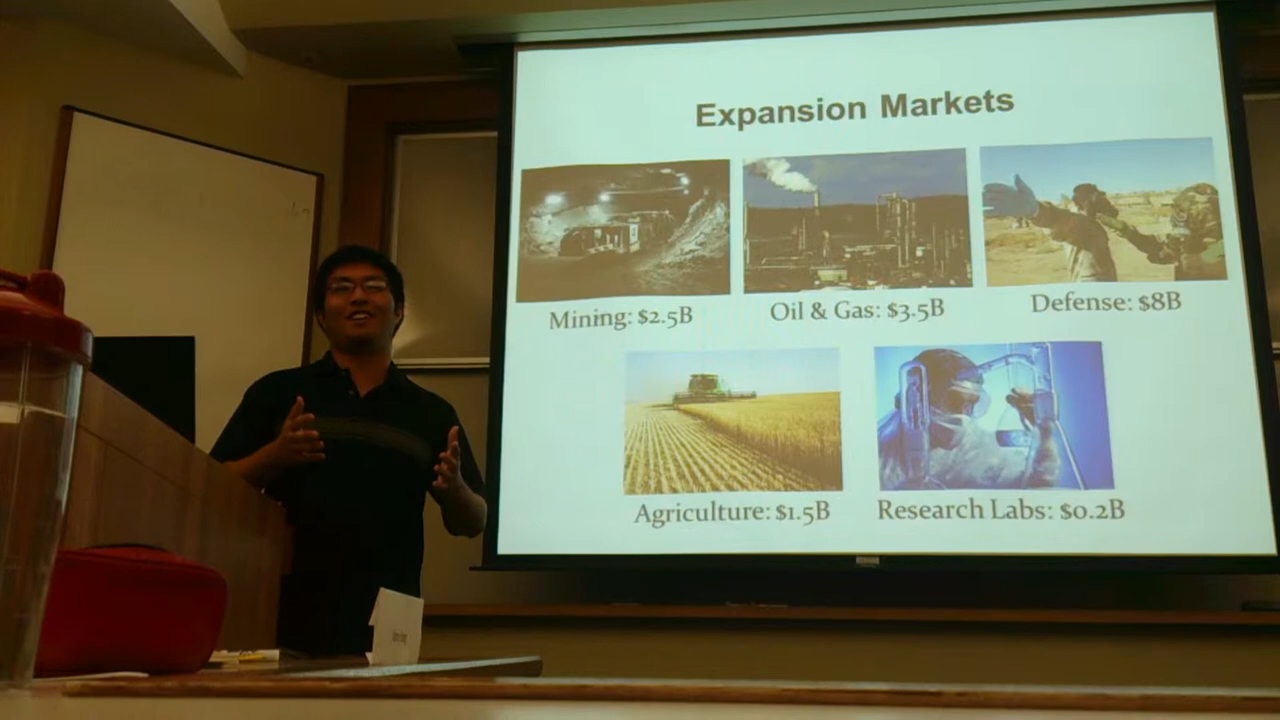 Expansion Markets
Mining: $2.5B
Oil & Gas: $3.5B
Defense: $8B
Agriculture: $1.5B
Research Labs: $0.2B